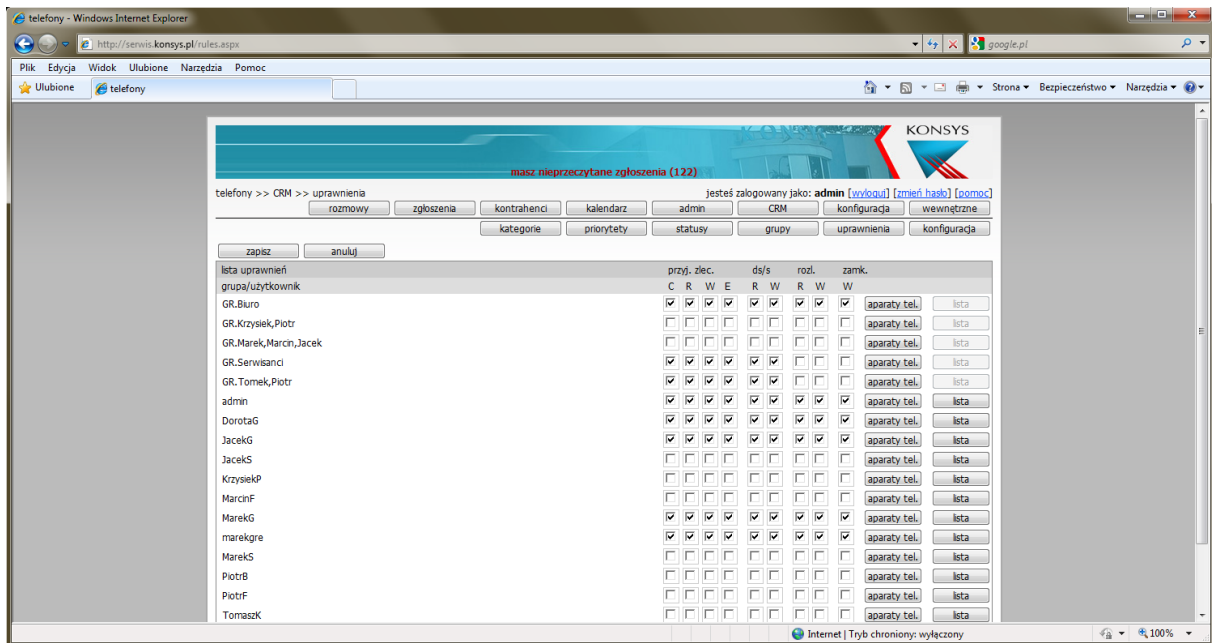 telefony - Windows Internet Explorer
http://serwis.konsys.pl/rules.aspx
google.pl
Plik Edycja Widok Ulubione Narzędzia Pomoc
Ulubione telefony Strona Bezpieczeństwo Narzędzia
KONSYS
masz nieprzeczytane zgłoszenia (122)
telefony >> CRM >> uprawnienia jesteś zalogowany jako: admin [wyloguj] [zmień hasło] [pomoc]
rozmowy zgłoszenia kontrahenci kalendarz admin CRM konfiguracja wewnętrzne
kategorie priorytety statusy grupy uprawnienia konfiguracja
zapisz anuluj
lista uprawnień przyj. zlec. ds/s rozl. zamk.
grupa/użytkownik C R W E R W R W W
GR.Biuro aparaty tel. lista
GR.Krzysiek,Piotr aparaty tel. lista
GR.Marek,Marcin,Jacek aparaty tel. lista
GR.Serwisanci aparaty tel. lista
GR.Tomek,Piotr aparaty tel. lista
admin aparaty tel. lista
DorotaG aparaty tel. lista
JacekG aparaty tel. lista
JacekS aparaty tel. lista
KrzysiekP aparaty tel. lista
MarcinF aparaty tel. lista
MarekG aparaty tel. lista
marekgre aparaty tel. lista
MarekS aparaty tel. lista
PiotrB aparaty tel. lista
PiotrF aparaty tel. lista
TomaszK aparaty tel. lista
Internet | Tryb chroniony: wyłączony 100%